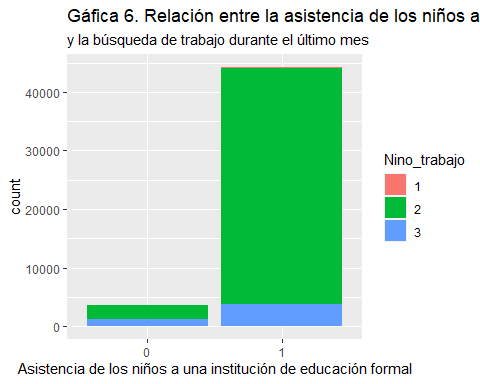 Gáfica 6. Relación entre la asistencia de los niños a
y la búsqueda de trabajo durante el último mes
40000
30000
20000
10000
0
count
0
1
Asistencia de los niños a una institución de educación formal
Nino_trabajo
1
2
3